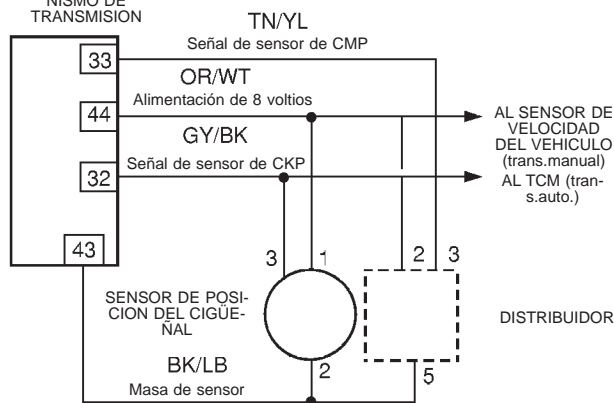 NISMO DE
TRANSMISION
TN/YL
Señal de sensor de CMP
33
OR/WT
Alimentación de 8 voltios
44
GY/BK
Señal de sensor de CKP
32
AL SENSOR DE
VELOCIDAD
DEL VEHICULO
(trans.manual)
AL TCM (tran-
s.auto.)
43
3 1
2 3
SENSOR DE POSI-
CION DEL CIGÜE-
ÑAL
DISTRIBUIDOR
BK/LB
2
5
Masa de sensor